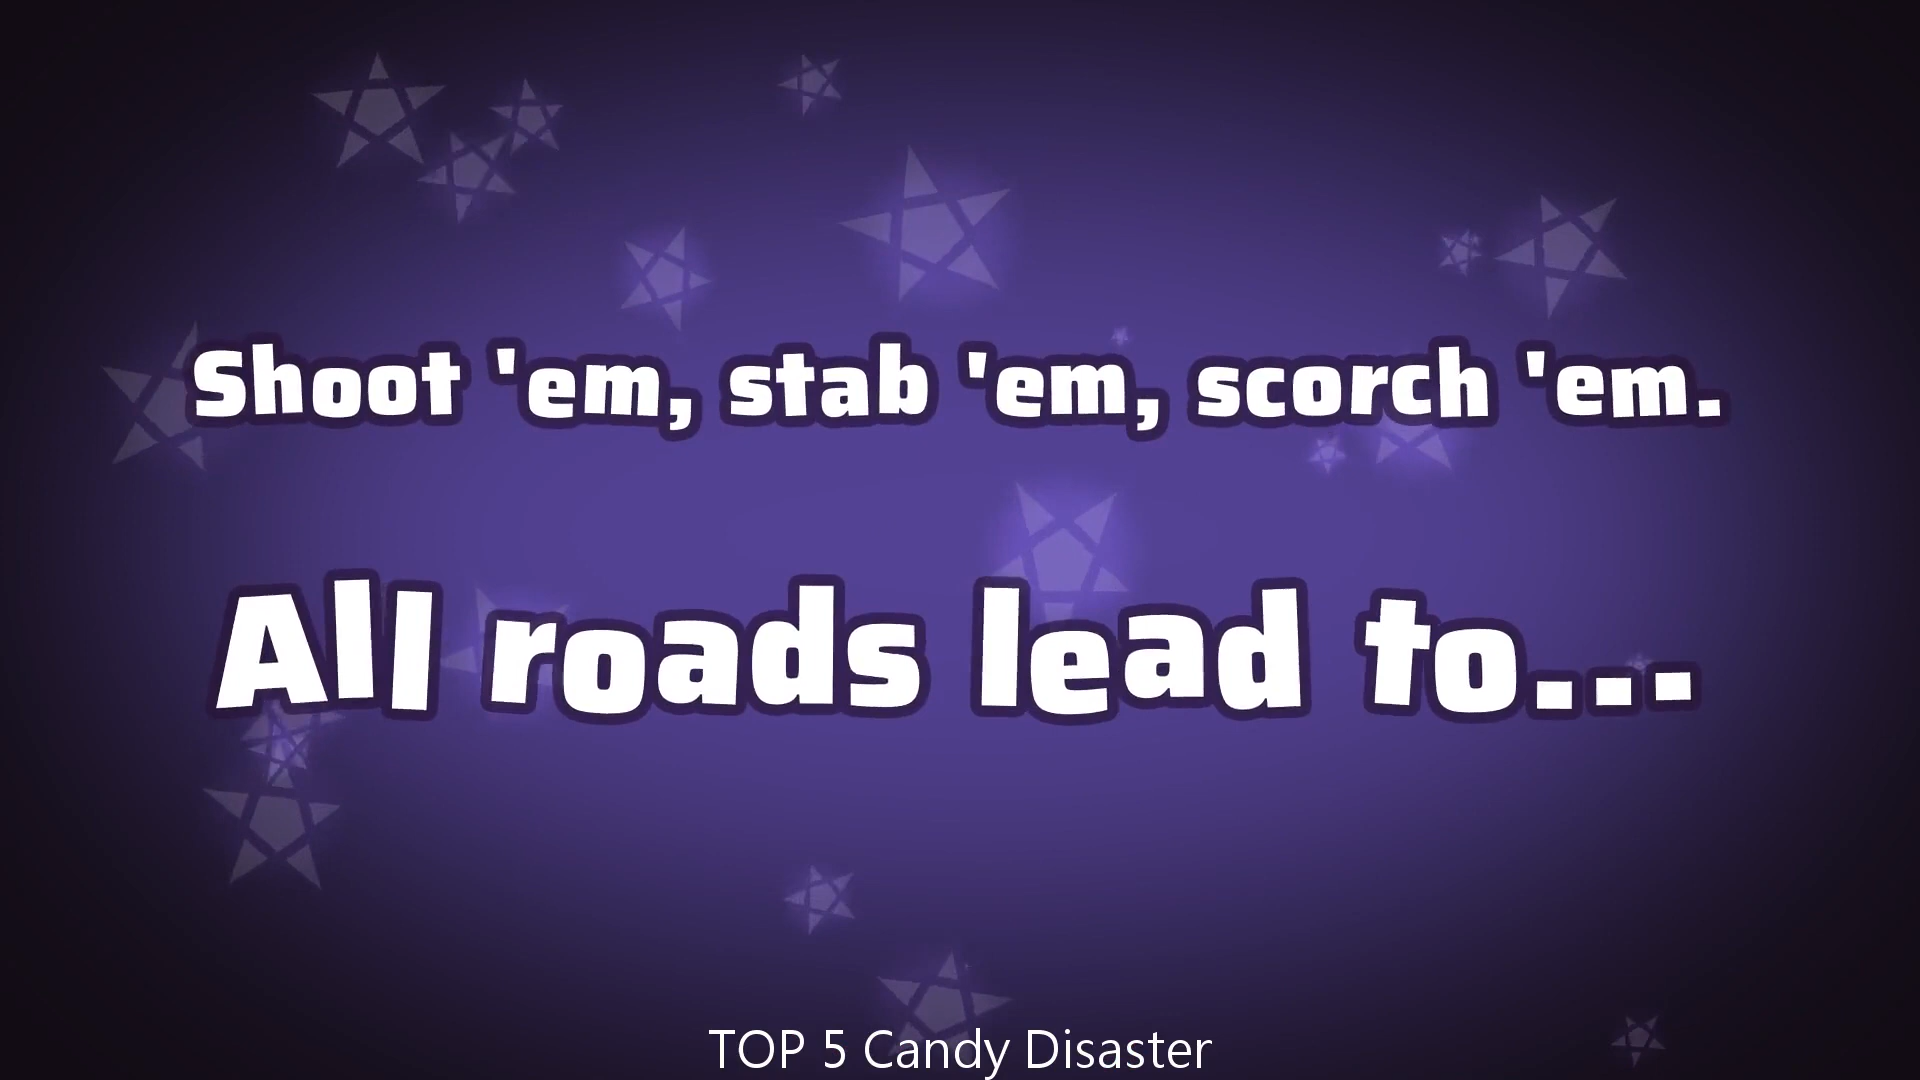 Shoot 'em, stab 'em, scorch 'em.
All roads lead to...
TOP 5 Candy Disaster